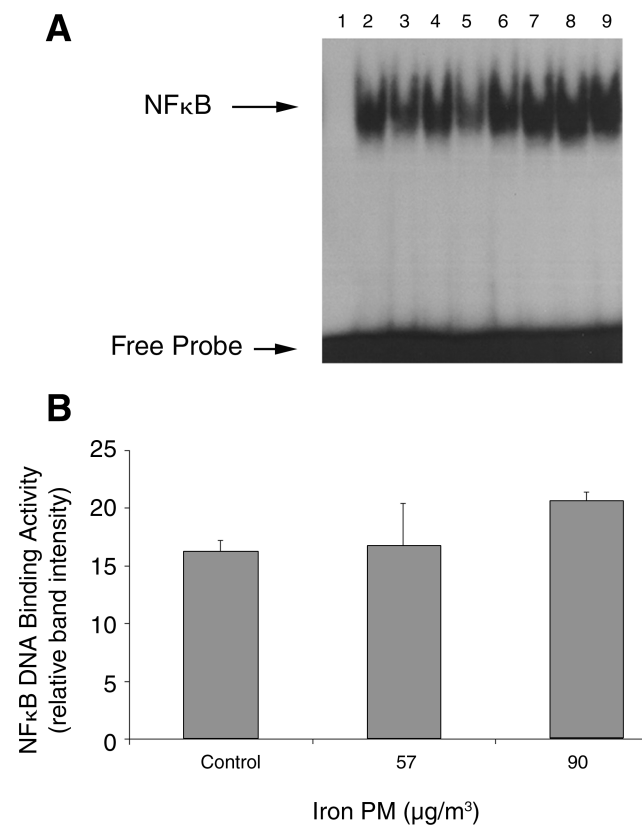 A
1 2 3 4 5 6 7 8 9
NFκB
Free Probe
B
NFκB DNA Binding Activity
(relative band intensity)
25
20
15
10
5
0
Control 57 90
Iron PM (µg/m³)